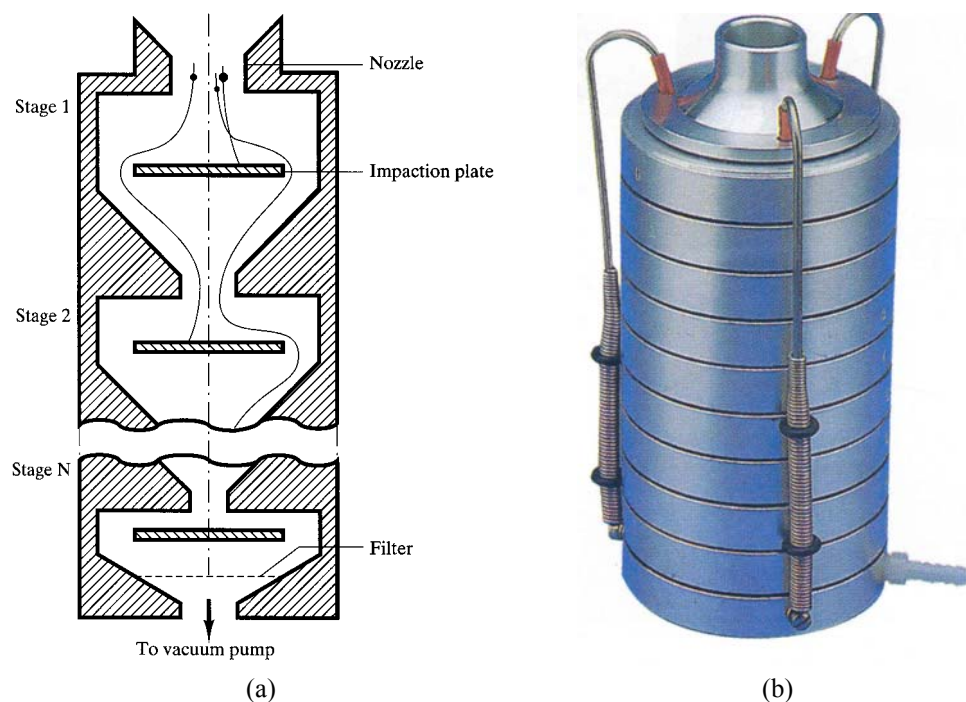 Nozzle
Stage 1
Impaction plate
Stage 2
Stage N
Filter
To vacuum pump
(a)
(b)